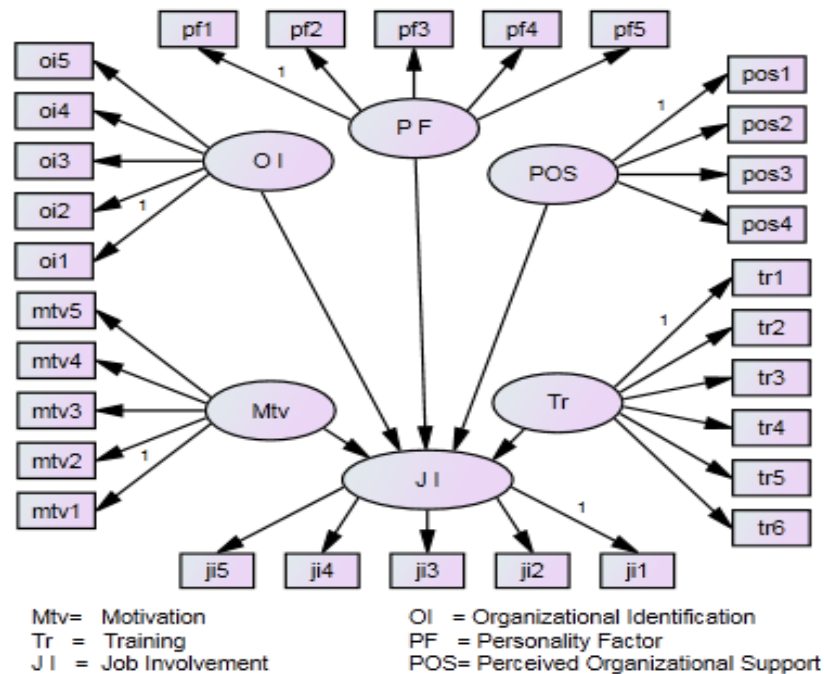 pf1 pf2 pf3 pf4 pf5
oi5
oi4
oi3
oi2
oi1
1
O I
1
P F
POS
1
pos1
pos2
pos3
pos4
mtv5
mtv4
mtv3
mtv2
mtv1
1
Mtv
Tr
1
tr1
tr2
tr3
tr4
tr5
tr6
J I
1
ji5 ji4 ji3 ji2 ji1
Mtv= Motivation
Tr = Training
J I = Job Involvement
OI = Organizational Identification
PF = Personality Factor
POS= Perceived Organizational Support